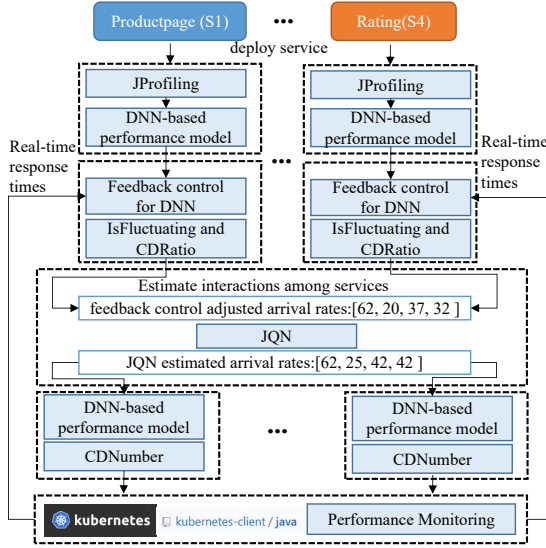 Productpage (S1)
...
Rating(S4)
deploy service
JProfiling
DNN-based
performance model
JProfiling
DNN-based
performance model
Real-time
response
times
...
Real-time
response
times
Feedback control
for DNN
IsFluctuating and
CDRatio
Feedback control
for DNN
IsFluctuating and
CDRatio
Estimate interactions among services
feedback control adjusted arrival rates:[62, 20, 37, 32 ]
JQN
JQN estimated arrival rates:[62, 25, 42, 42 ]
DNN-based
performance model
CDNumber
...
DNN-based
performance model
CDNumber
kubernetes
kubernetes-client / java
Performance Monitoring